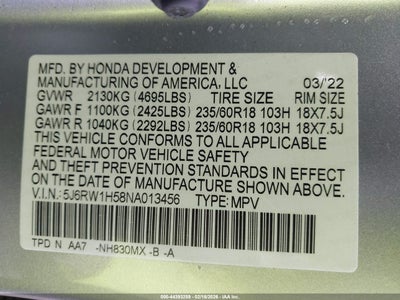 MFD. BY HONDA DEVELOPMENT &
MANUFACTURING OF AMERICA, LLC 03/'22
GVWR 2130KG (4695LBS) TIRE SIZE RIM SIZE
GAWR F 1100KG (2425LBS) 235/60R18 103H 18X7.5J
GAWR R 1040KG (2292LBS) 235/60R18 103H 18X7.5J
THIS VEHICLE CONFORMS TO ALL APPLICABLE
FEDERAL MOTOR VEHICLE SAFETY
AND THEFT PREVENTION STANDARDS IN EFFECT
ON THE DATE OF MANUFACTURE SHOWN ABOVE.
V.I.N.: 5J6RW1H58NA013456 TYPE: MPV
TPD N AA7 -NH830MX -B -A